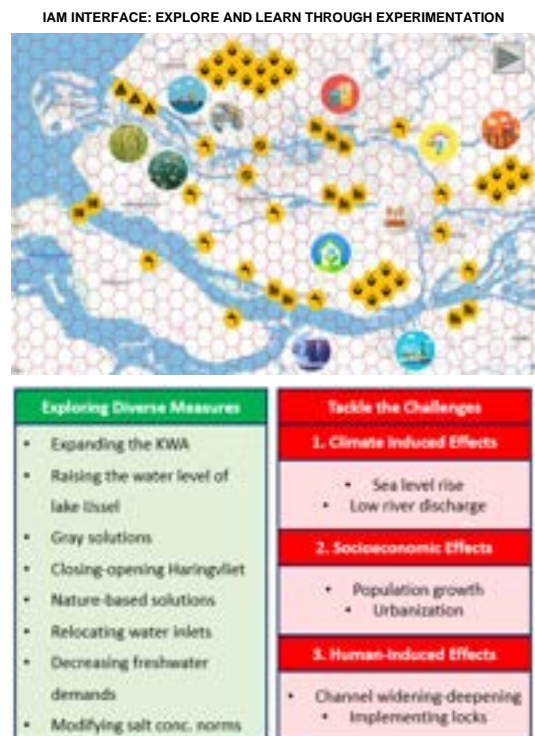 IAM INTERFACE: EXPLORE AND LEARN THROUGH EXPERIMENTATION
Exploring Diverse Measures
• Expanding the KWA
• Raising the water level of
lake IJssel
• Gray solutions
• Closing-opening Haringvliet
• Nature-based solutions
• Relocating water inlets
• Decreasing freshwater
demands
• Modifying salt conc. norms
Tackle the Challenges
1. Climate Induced Effects
• Sea level rise
• Low river discharge
2. Socioeconomic Effects
• Population growth
• Urbanization
3. Human-Induced Effects
• Channel widening-deepening
• Implementing locks